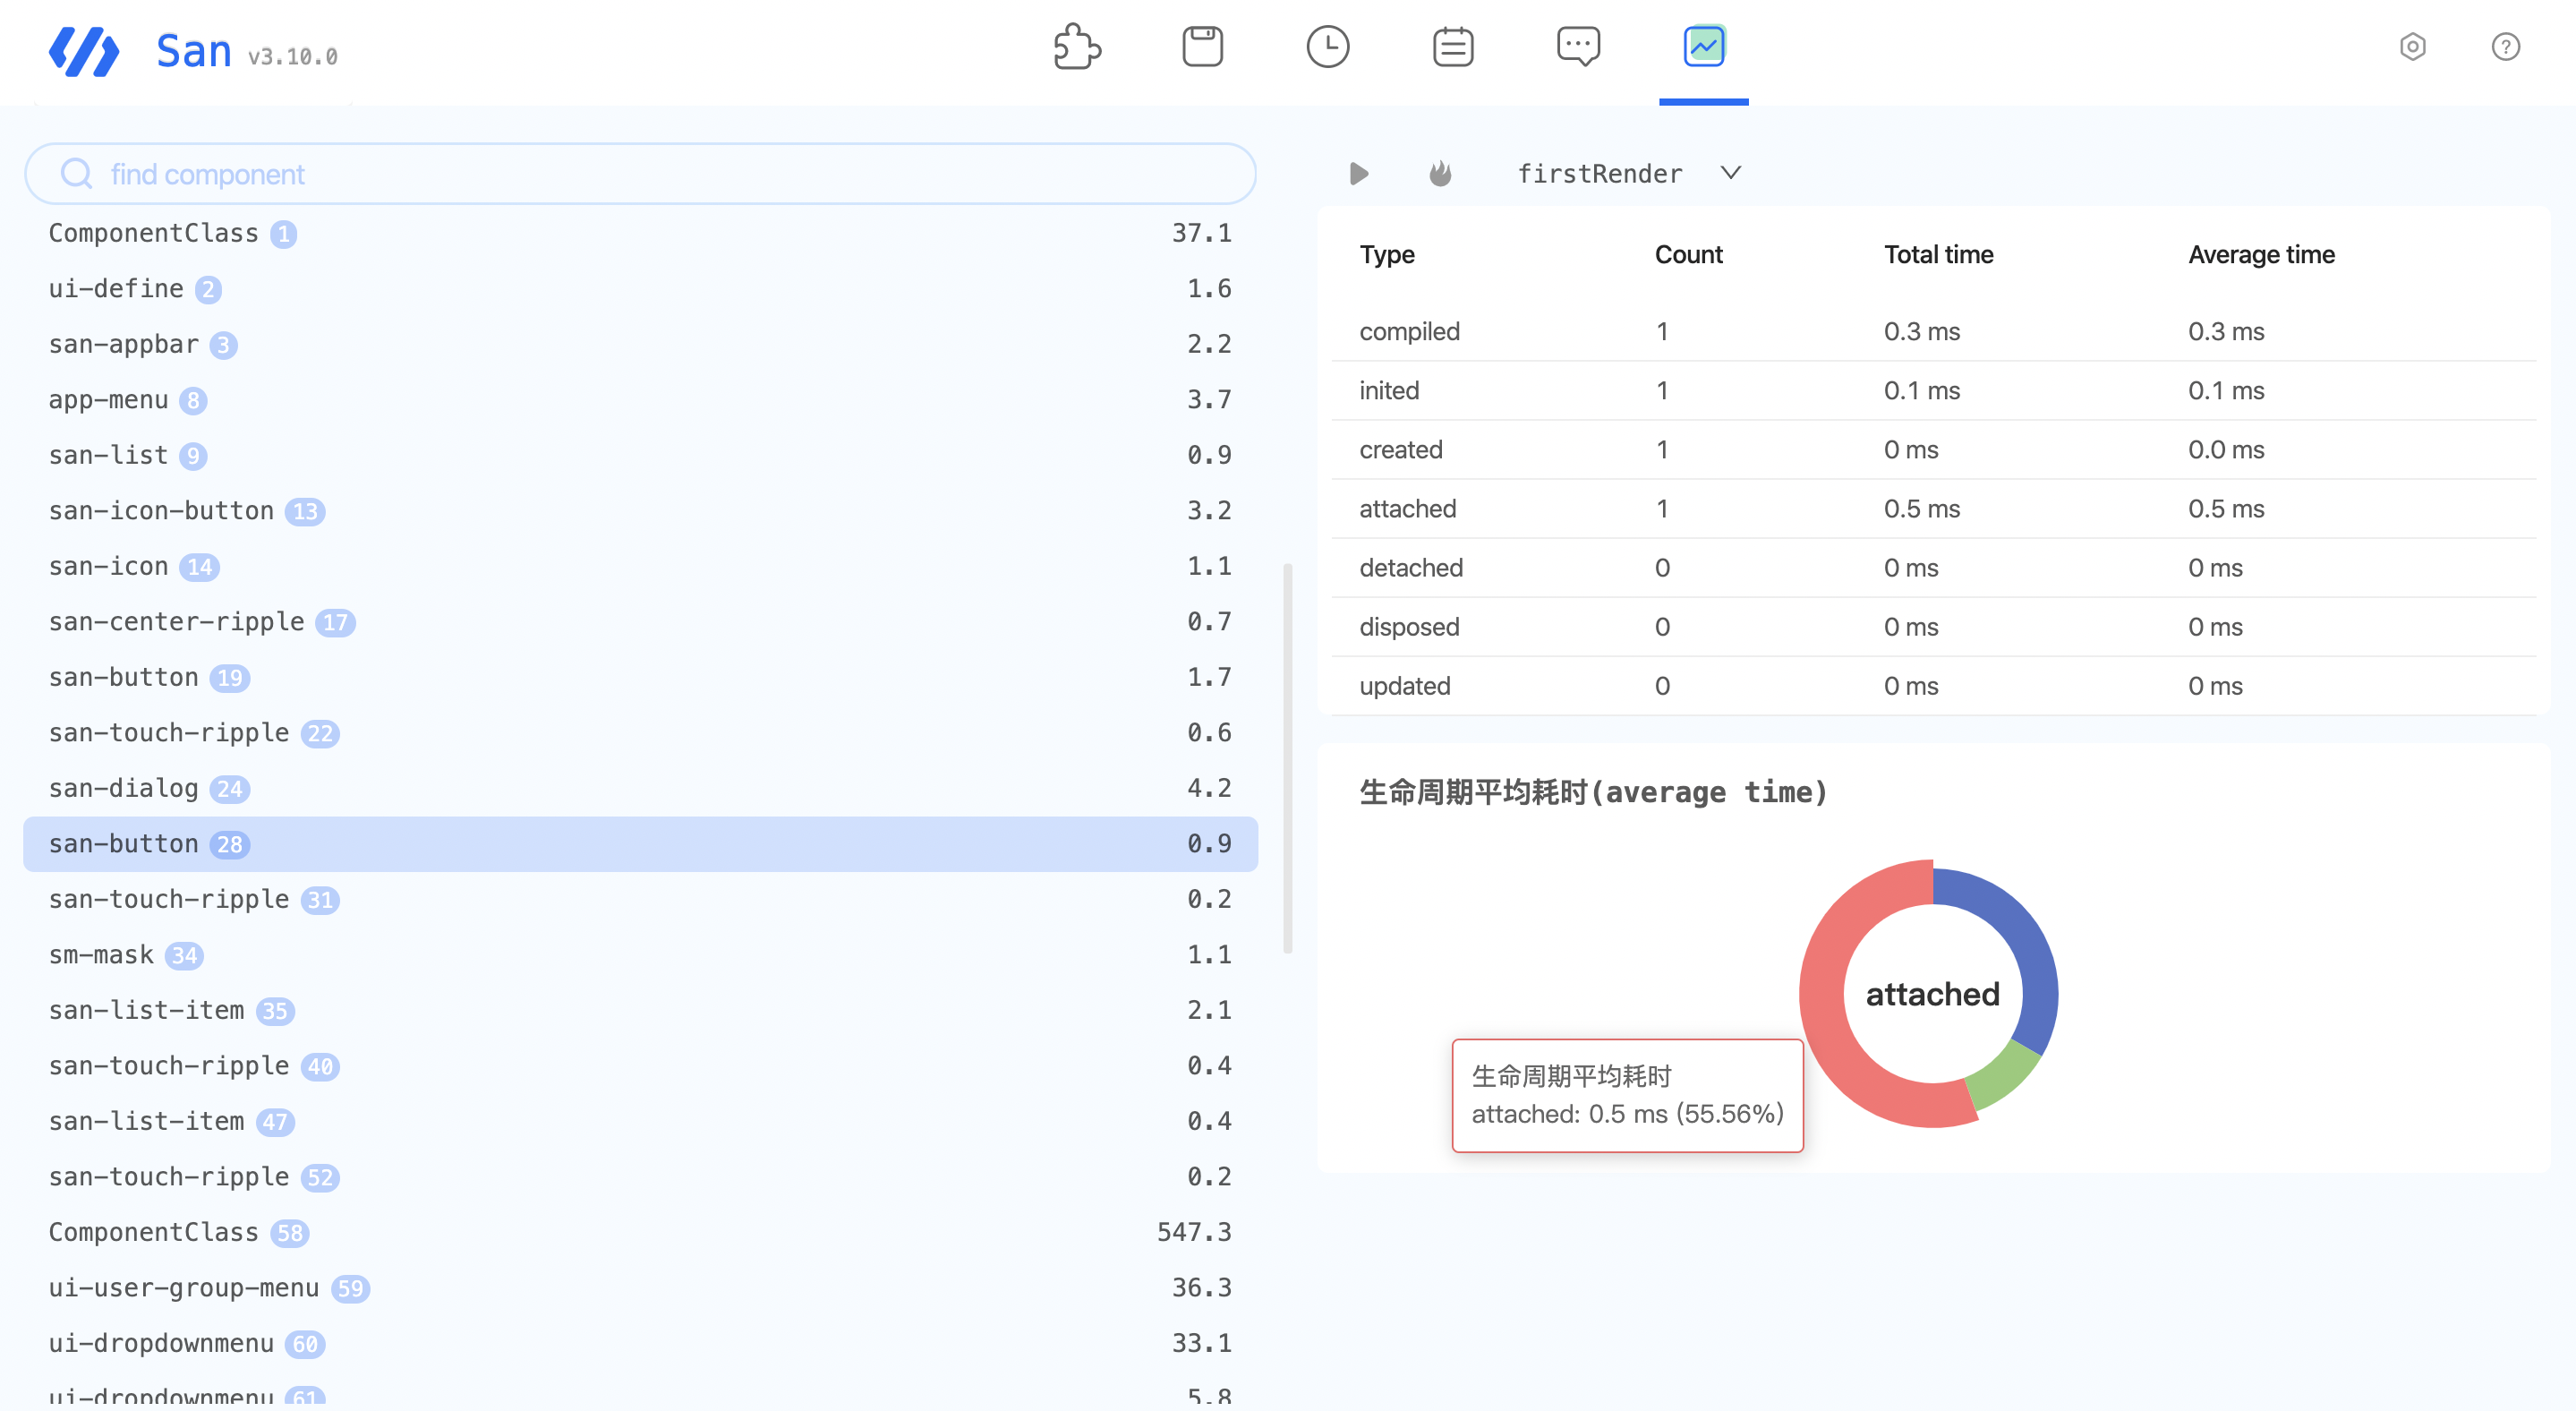 San v3.10.0
find component
ComponentClass 1 37.1
ui-define 2 1.6
san-appbar 3 2.2
app-menu 8 3.7
san-list 9 0.9
san-icon-button 13 3.2
san-icon 14 1.1
san-center-ripple 17 0.7
san-button 19 1.7
san-touch-ripple 22 0.6
san-dialog 24 4.2
san-button 28 0.9
san-touch-ripple 31 0.2
sm-mask 34 1.1
san-list-item 35 2.1
san-touch-ripple 40 0.4
san-list-item 47 0.4
san-touch-ripple 52 0.2
ComponentClass 58 547.3
ui-user-group-menu 59 36.3
ui-dropdownmenu 60 33.1
ui-dropdownmenu 61 5.8
firstRender
Type Count Total time Average time
compiled 1 0.3 ms 0.3 ms
inited 1 0.1 ms 0.1 ms
created 1 0 ms 0.0 ms
attached 1 0.5 ms 0.5 ms
detached 0 0 ms 0 ms
disposed 0 0 ms 0 ms
updated 0 0 ms 0 ms
生命周期平均耗时(average time)
attached
生命周期平均耗时
attached: 0.5 ms (55.56%)